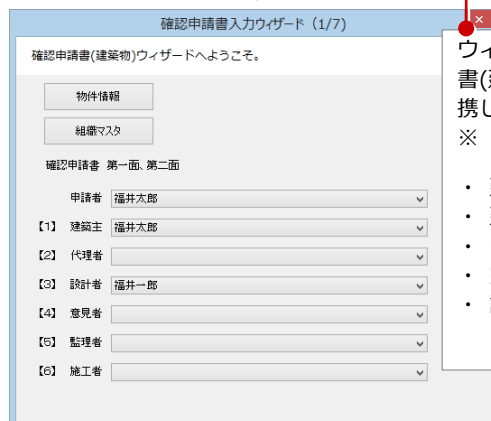 確認申請書入力ウィザード（1/7）
確認申請書(建築物)ウィザードへようこそ。
物件情報
組織マスタ
確認申請書 第一面、第二面
申請者 福井太郎
【1】 建築主 福井太郎
【2】 代理者
【3】 設計者 福井一郎
【4】 意見者
【5】 監理者
【6】 施工者
ウィ
書(
携し
※
・
・
・
・
・